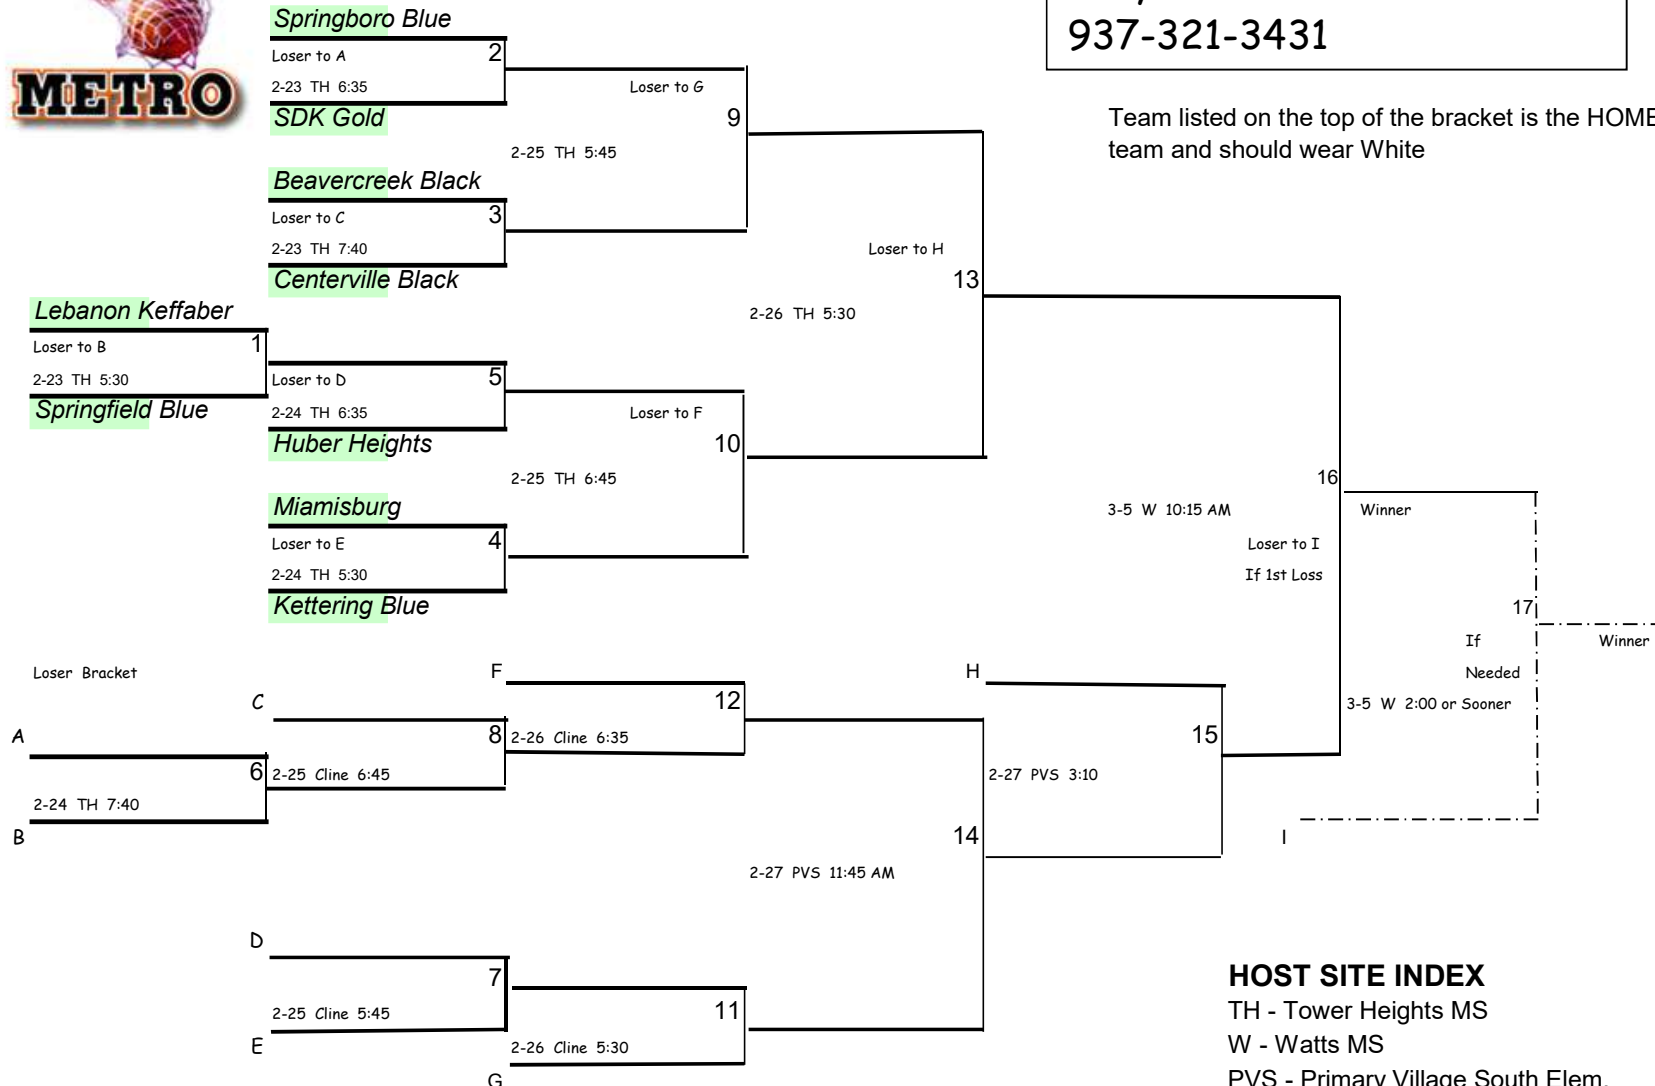 METRO
937-321-3431
Team listed on the top of the bracket is the HOME
team and should wear White
Springboro Blue
Loser to A
2
2-23 TH 6:35
SDK Gold
Loser to G
9
2-25 TH 5:45
Beavercreek Black
Loser to C
3
2-23 TH 7:40
Centerville Black
Loser to H
13
2-26 TH 5:30
Lebanon Keffaber
Loser to B
1
2-23 TH 5:30
Springfield Blue
Loser to D
5
2-24 TH 6:35
Huber Heights
Loser to F
10
2-25 TH 6:45
Miamisburg
Loser to E
4
2-24 TH 5:30
Kettering Blue
16
3-5 W 10:15 AM
Winner
Loser to I
If 1st Loss
17
If
Needed
Winner
3-5 W 2:00 or Sooner
I
Loser Bracket
F
12
2-26 Cline 6:35
C
8
2-25 Cline 6:45
A
6
2-24 TH 7:40
B
H
15
2-27 PVS 3:10
14
2-27 PVS 11:45 AM
D
7
2-25 Cline 5:45
E
11
2-26 Cline 5:30
G
HOST SITE INDEX
TH - Tower Heights MS
W - Watts MS
PVS - Primary Village South Elem.